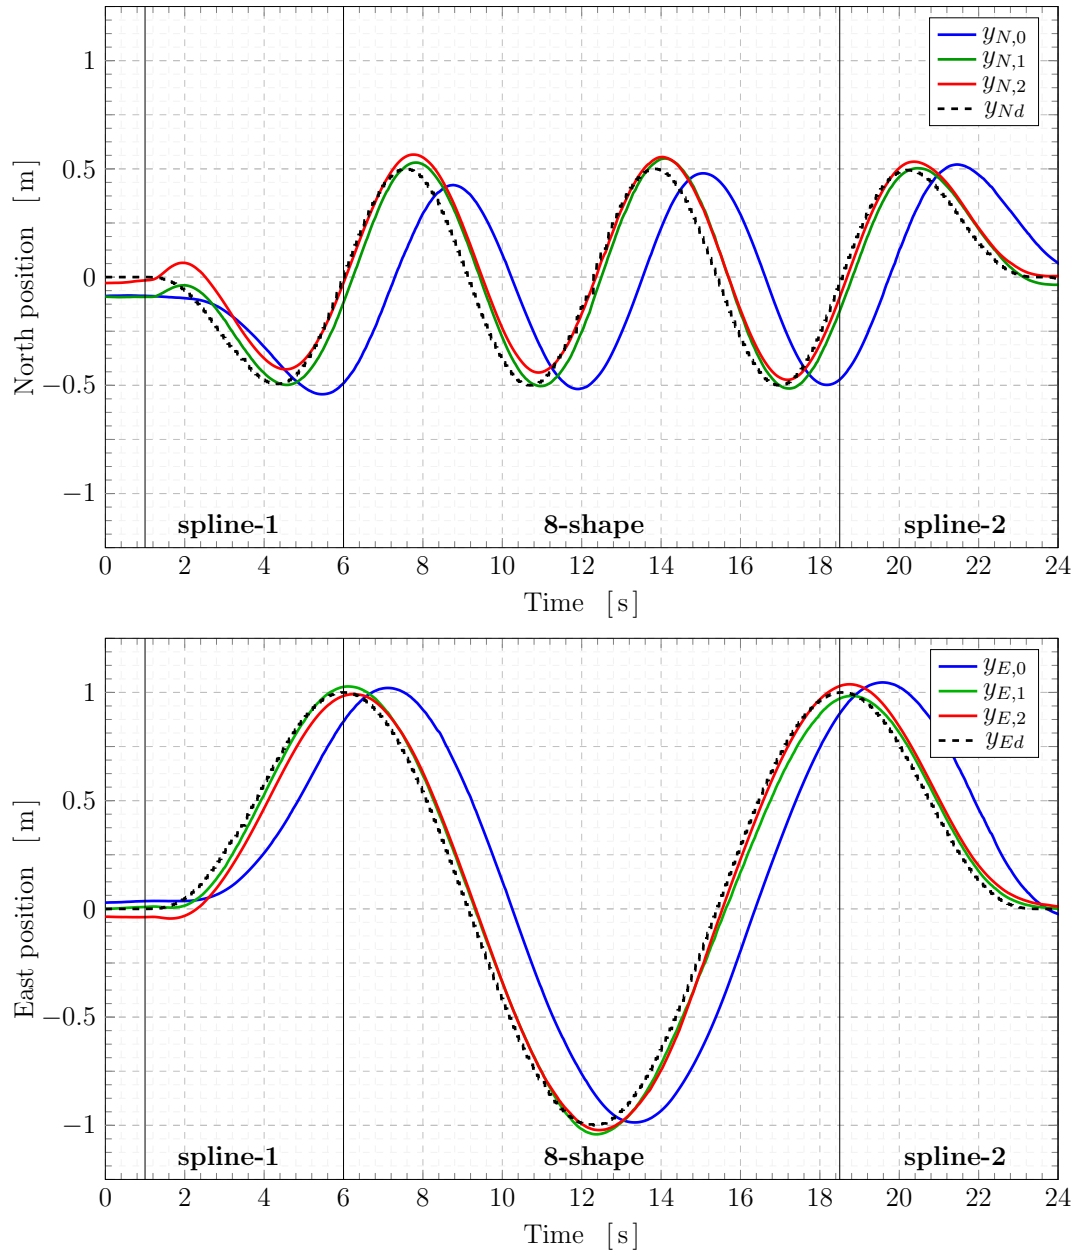 1
0.5
0
−0.5
−1
North position [m]
y_{N,0}
y_{N,1}
y_{N,2}
y_{Nd}
spline-1 8-shape spline-2
0 2 4 6 8 10 12 14 16 18 20 22 24
Time [s]
1
0.5
0
−0.5
−1
East position [m]
y_{E,0}
y_{E,1}
y_{E,2}
y_{Ed}
spline-1 8-shape spline-2
0 2 4 6 8 10 12 14 16 18 20 22 24
Time [s]